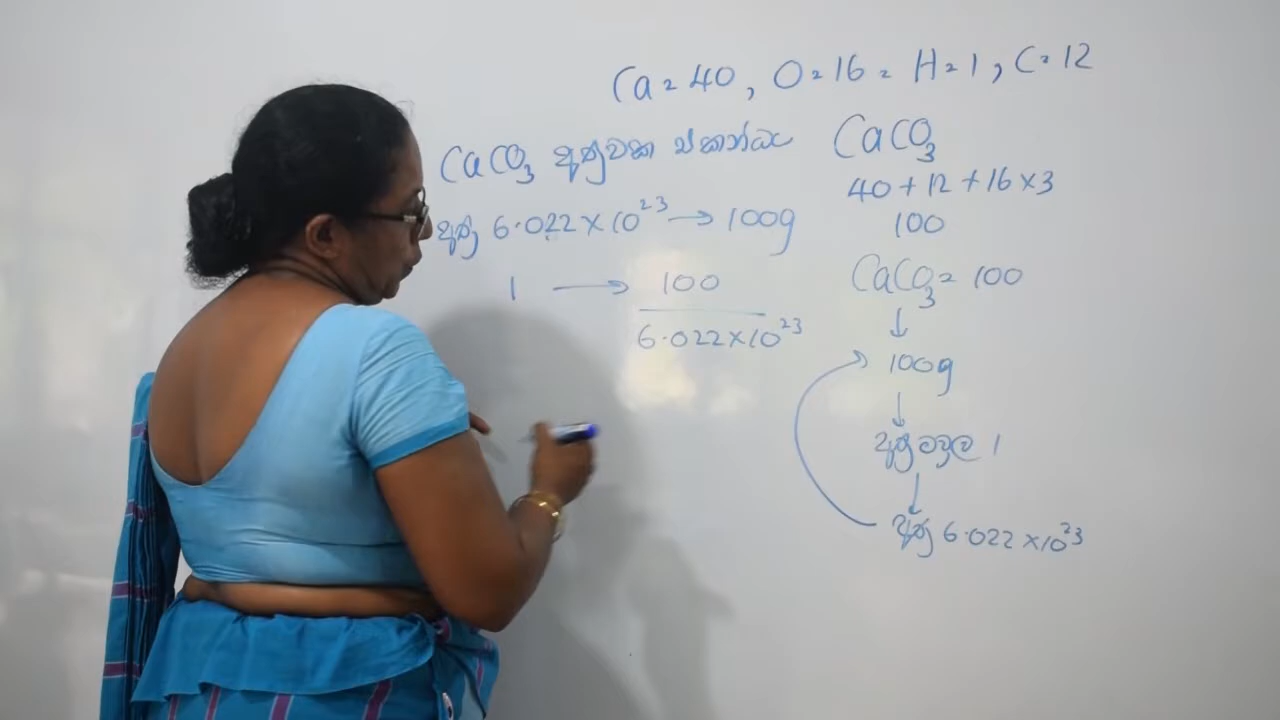 Ca = 40, O = 16 = H = 1, C = 12
CaCO₃ අණුවක ස්කන්ධය
අණු 6.022 × 10²³ → 100g
1 → 100
6.022 × 10²³
CaCO₃
40 + 12 + 16 × 3
100
CaCO₃ = 100
↓
100g
↓
අණු මවුල 1
↓
අණු 6.022 × 10²³